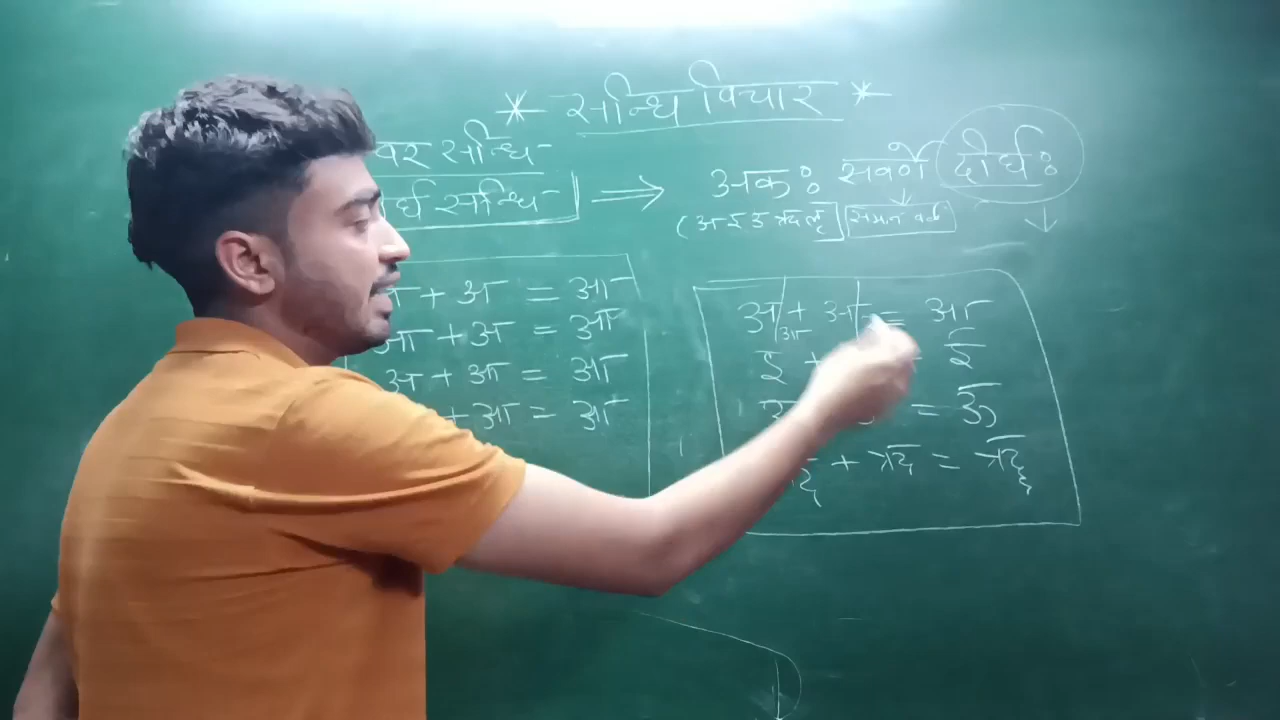 * सन्धि विचार *
वर सन्धि-
र्घ सन्धि- ⇒ अकः सवर्णे दीर्घः
(अ इ उ ऋ लृ] समान वर्ण
+ अ = आ
आ + अ = आ
अ + आ = आ
+ आ = आ
अ + अ = आ
आ
इ + = ई
उ = ऊ
+ ऋ = ॠ